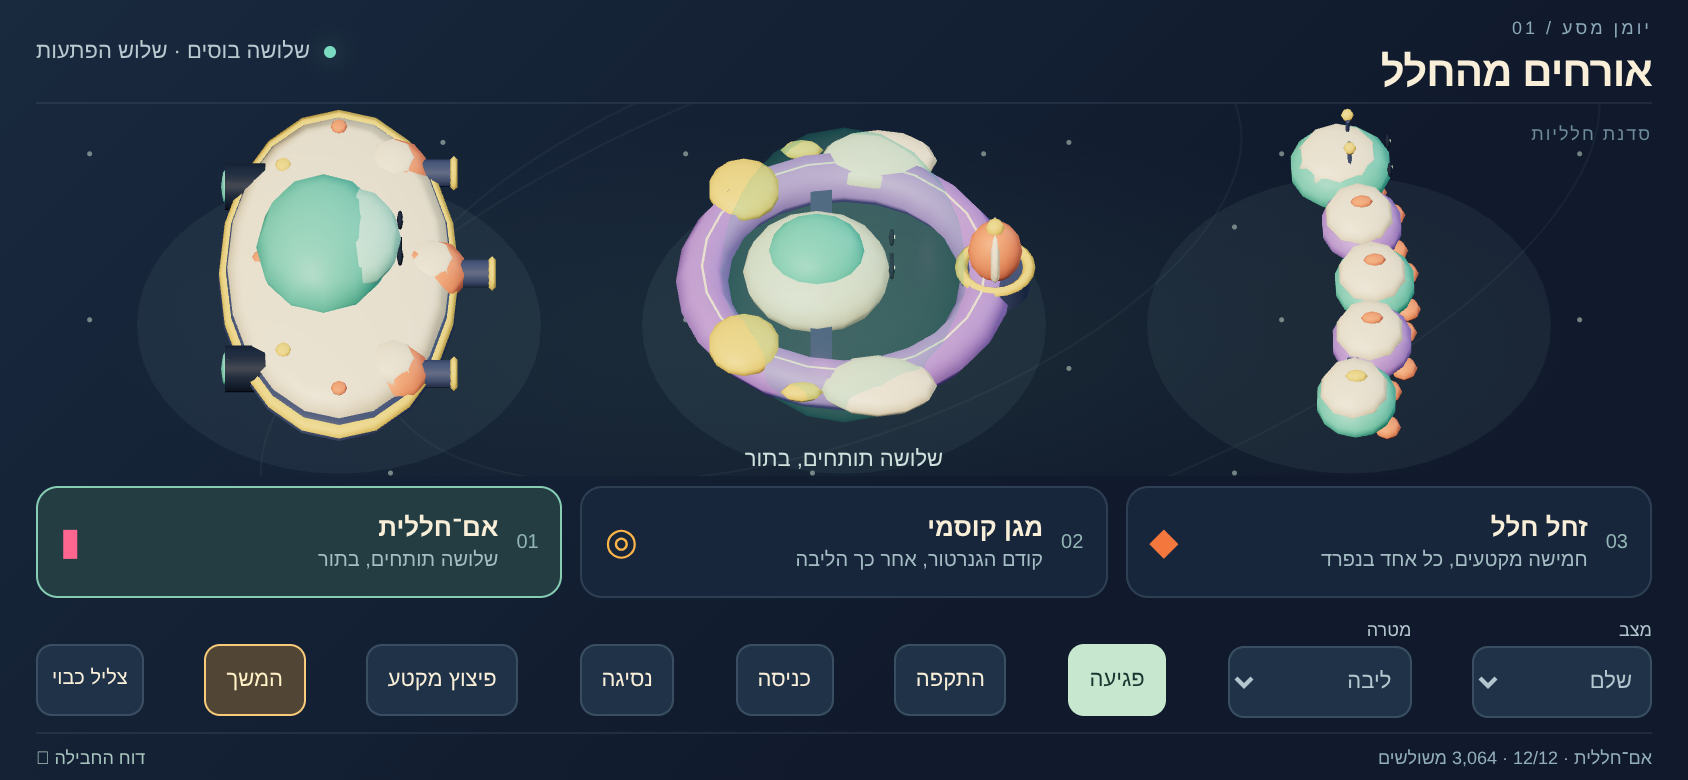 יומן מסע / 01
אורחים מהחלל
שלושה בוסים · שלוש הפתעות
סדנת חלליות
שלושה תותחים, בתור
03
זחל חלל
חמישה מקטעים, כל אחד בנפרד
02
מגן קוסמי
קודם הגנרטור, אחר כך הליבה
01
אם־חללית
שלושה תותחים, בתור
מצב
שלם
מטרה
ליבה
פגיעה
התקפה
כניסה
נסיגה
פיצוץ מקטע
המשך
צליל כבוי
אם־חללית · 12/12 · 3,064 משולשים
דוח החבילה